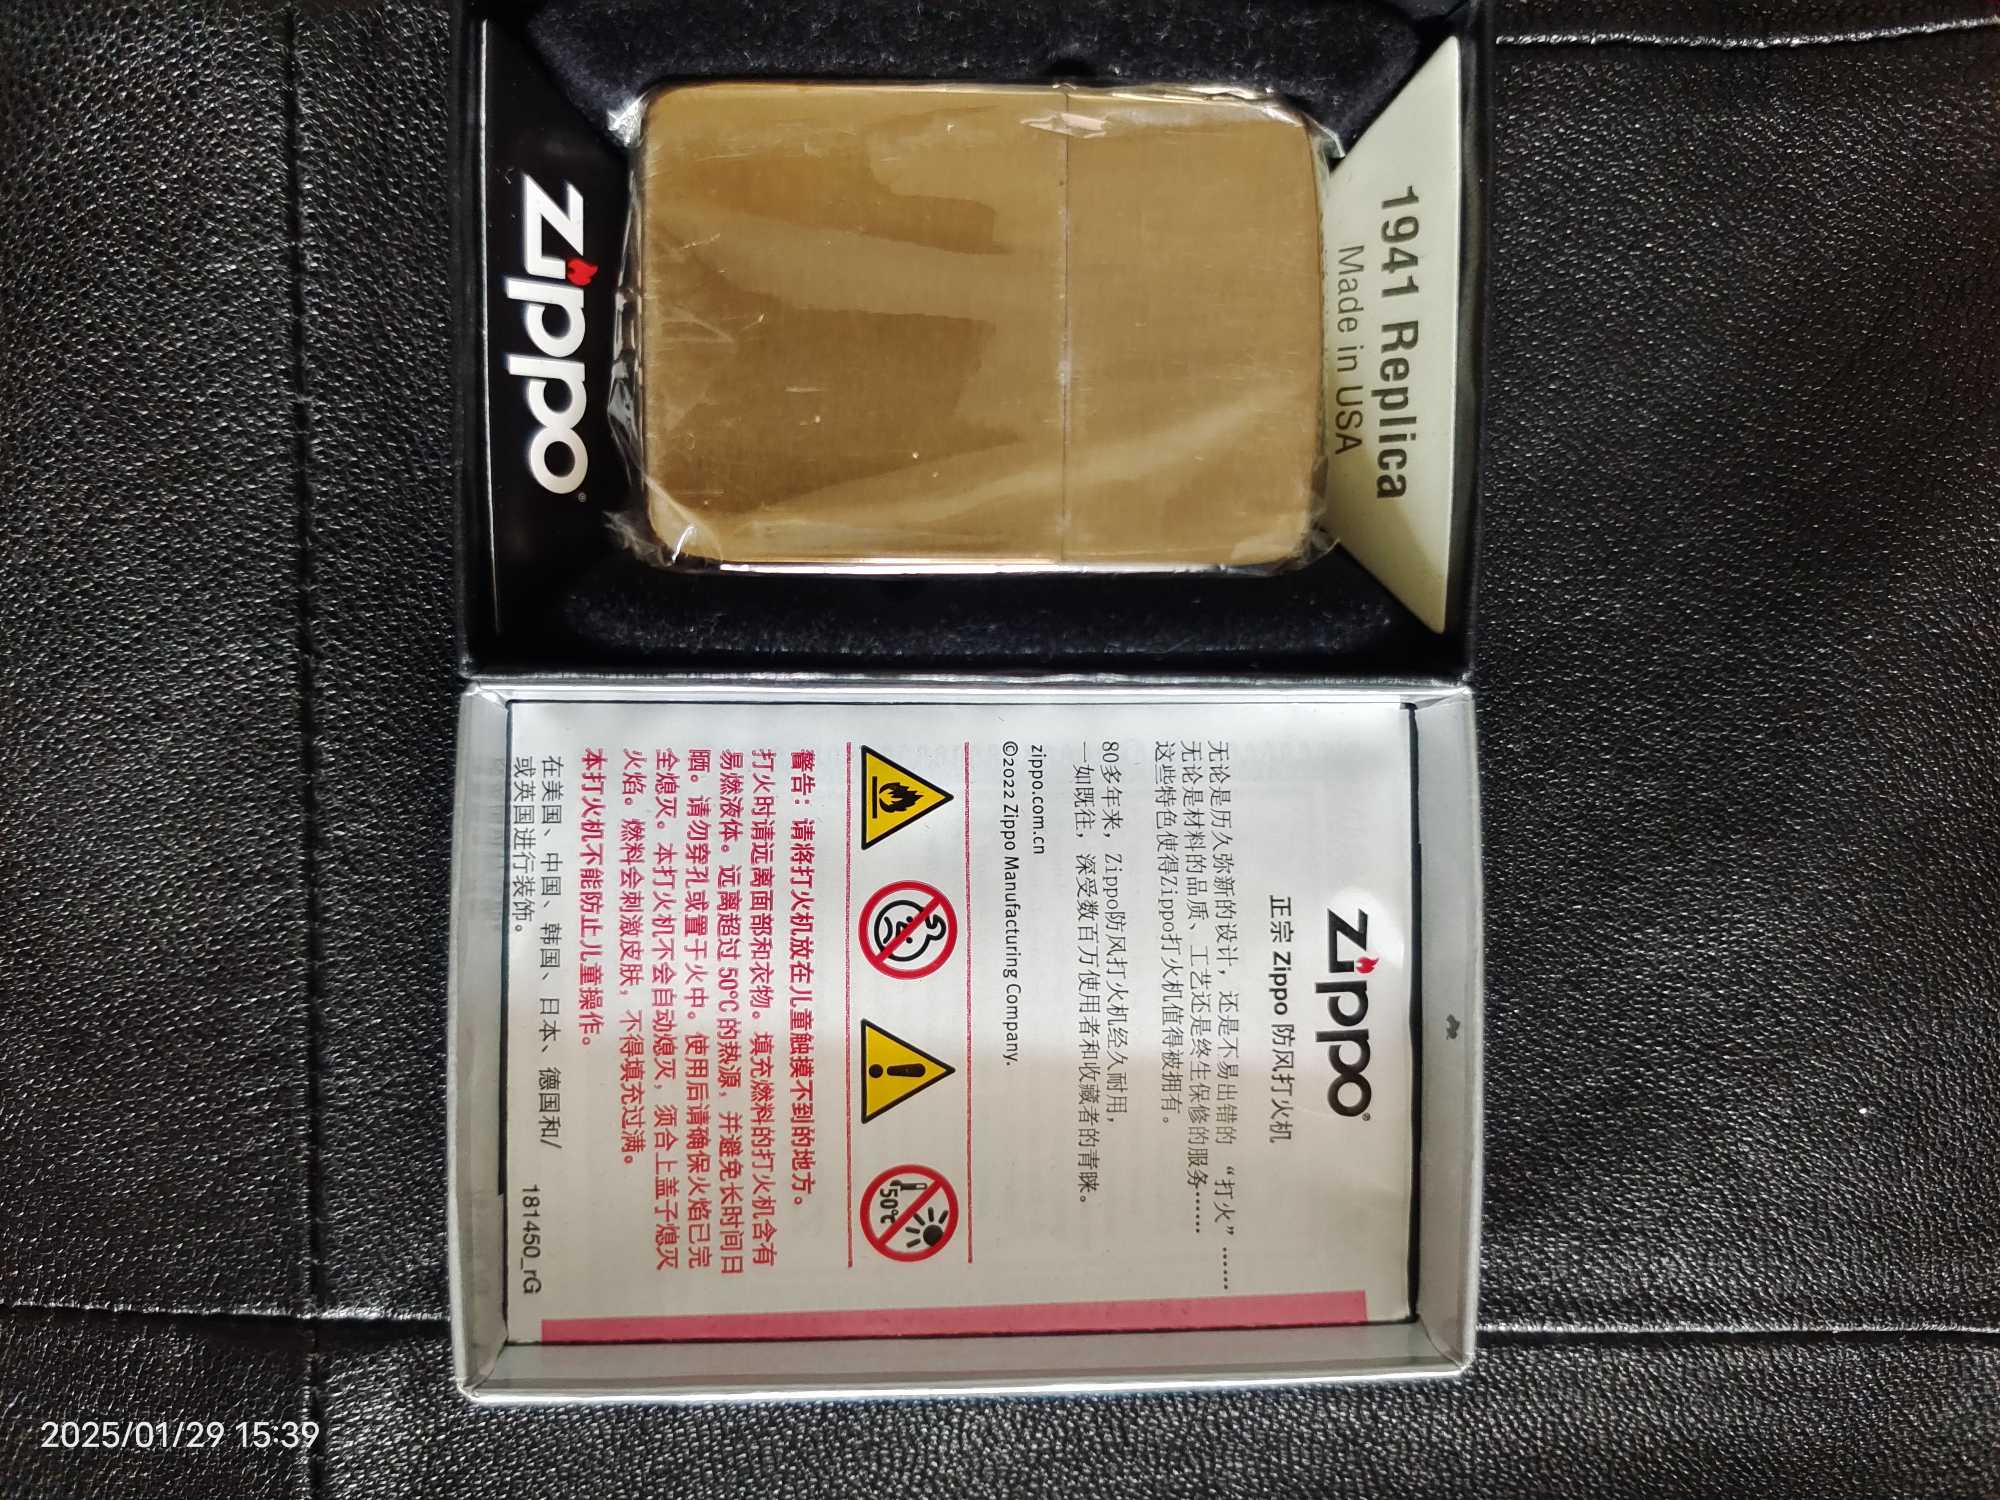 1941 Replica
Made in USA
zippo®
zippo®
正宗 Zippo 防风打火机
无论是历久弥新的设计，还是不易出错的 “打火” ……
无论是材料的品质、工艺还是终生保修的服务……
这些特色使得Zippo打火机值得被拥有。
80多年来，Zippo防风打火机经久耐用，
一如既往，深受数百万使用者和收藏者的青睐。
zippo.com.cn
©2022 Zippo Manufacturing Company.
50°C
警告：请将打火机放在儿童触摸不到的地方。
打火时请远离面部和衣物。填充燃料的打火机含有
易燃液体。远离超过 50°C 的热源，并避免长时间日
晒。请勿穿孔或置于火中。使用后请确保火焰已完
全熄灭。本打火机不会自动熄灭，须合上盖子熄灭
火焰。燃料会刺激皮肤，不得填充过满。
本打火机不能防止儿童操作。
在美国、中国、韩国、日本、德国和/
或英国进行装饰。
181450_rG
2025/01/29 15:39